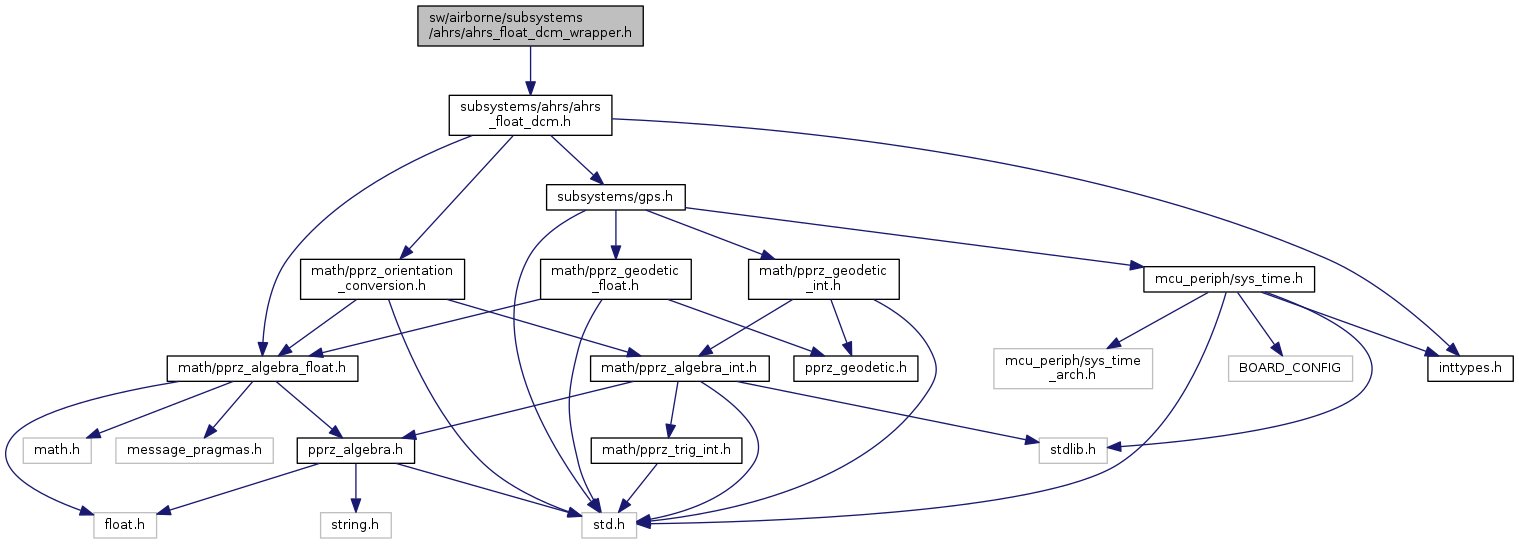 sw/airborne/subsystems
/ahrs/ahrs_float_dcm_wrapper.h
subsystems/ahrs/ahrs
_float_dcm.h
subsystems/gps.h
math/pprz_orientation
_conversion.h
math/pprz_geodetic
_float.h
math/pprz_geodetic
_int.h
mcu_periph/sys_time.h
math/pprz_algebra_float.h
math/pprz_algebra_int.h
pprz_geodetic.h
mcu_periph/sys_time
_arch.h
BOARD_CONFIG
inttypes.h
math.h
message_pragmas.h
pprz_algebra.h
math/pprz_trig_int.h
stdlib.h
float.h
string.h
std.h